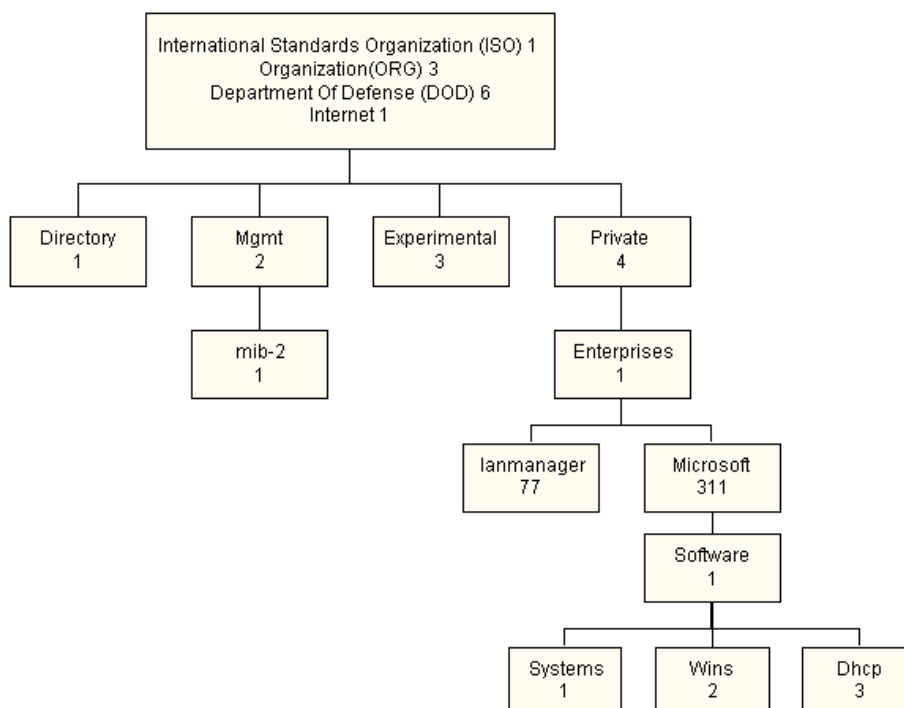 International Standards Organization (ISO) 1
Organization(ORG) 3
Department Of Defense (DOD) 6
Internet 1
Directory
1
Mgmt
2
Experimental
3
Private
4
mib-2
1
Enterprises
1
lanmanager
77
Microsoft
311
Software
1
Systems
1
Wins
2
Dhcp
3